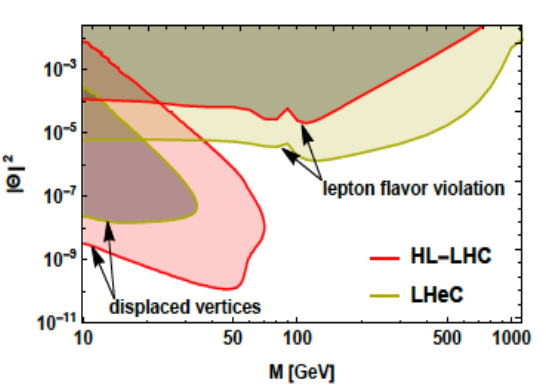 10⁻³
10⁻⁵
|Θ|²
10⁻⁷
lepton flavor violation
10⁻⁹
HL–LHC
LHeC
displaced vertices
10⁻¹¹
10 50 100 500 1000
M [GeV]